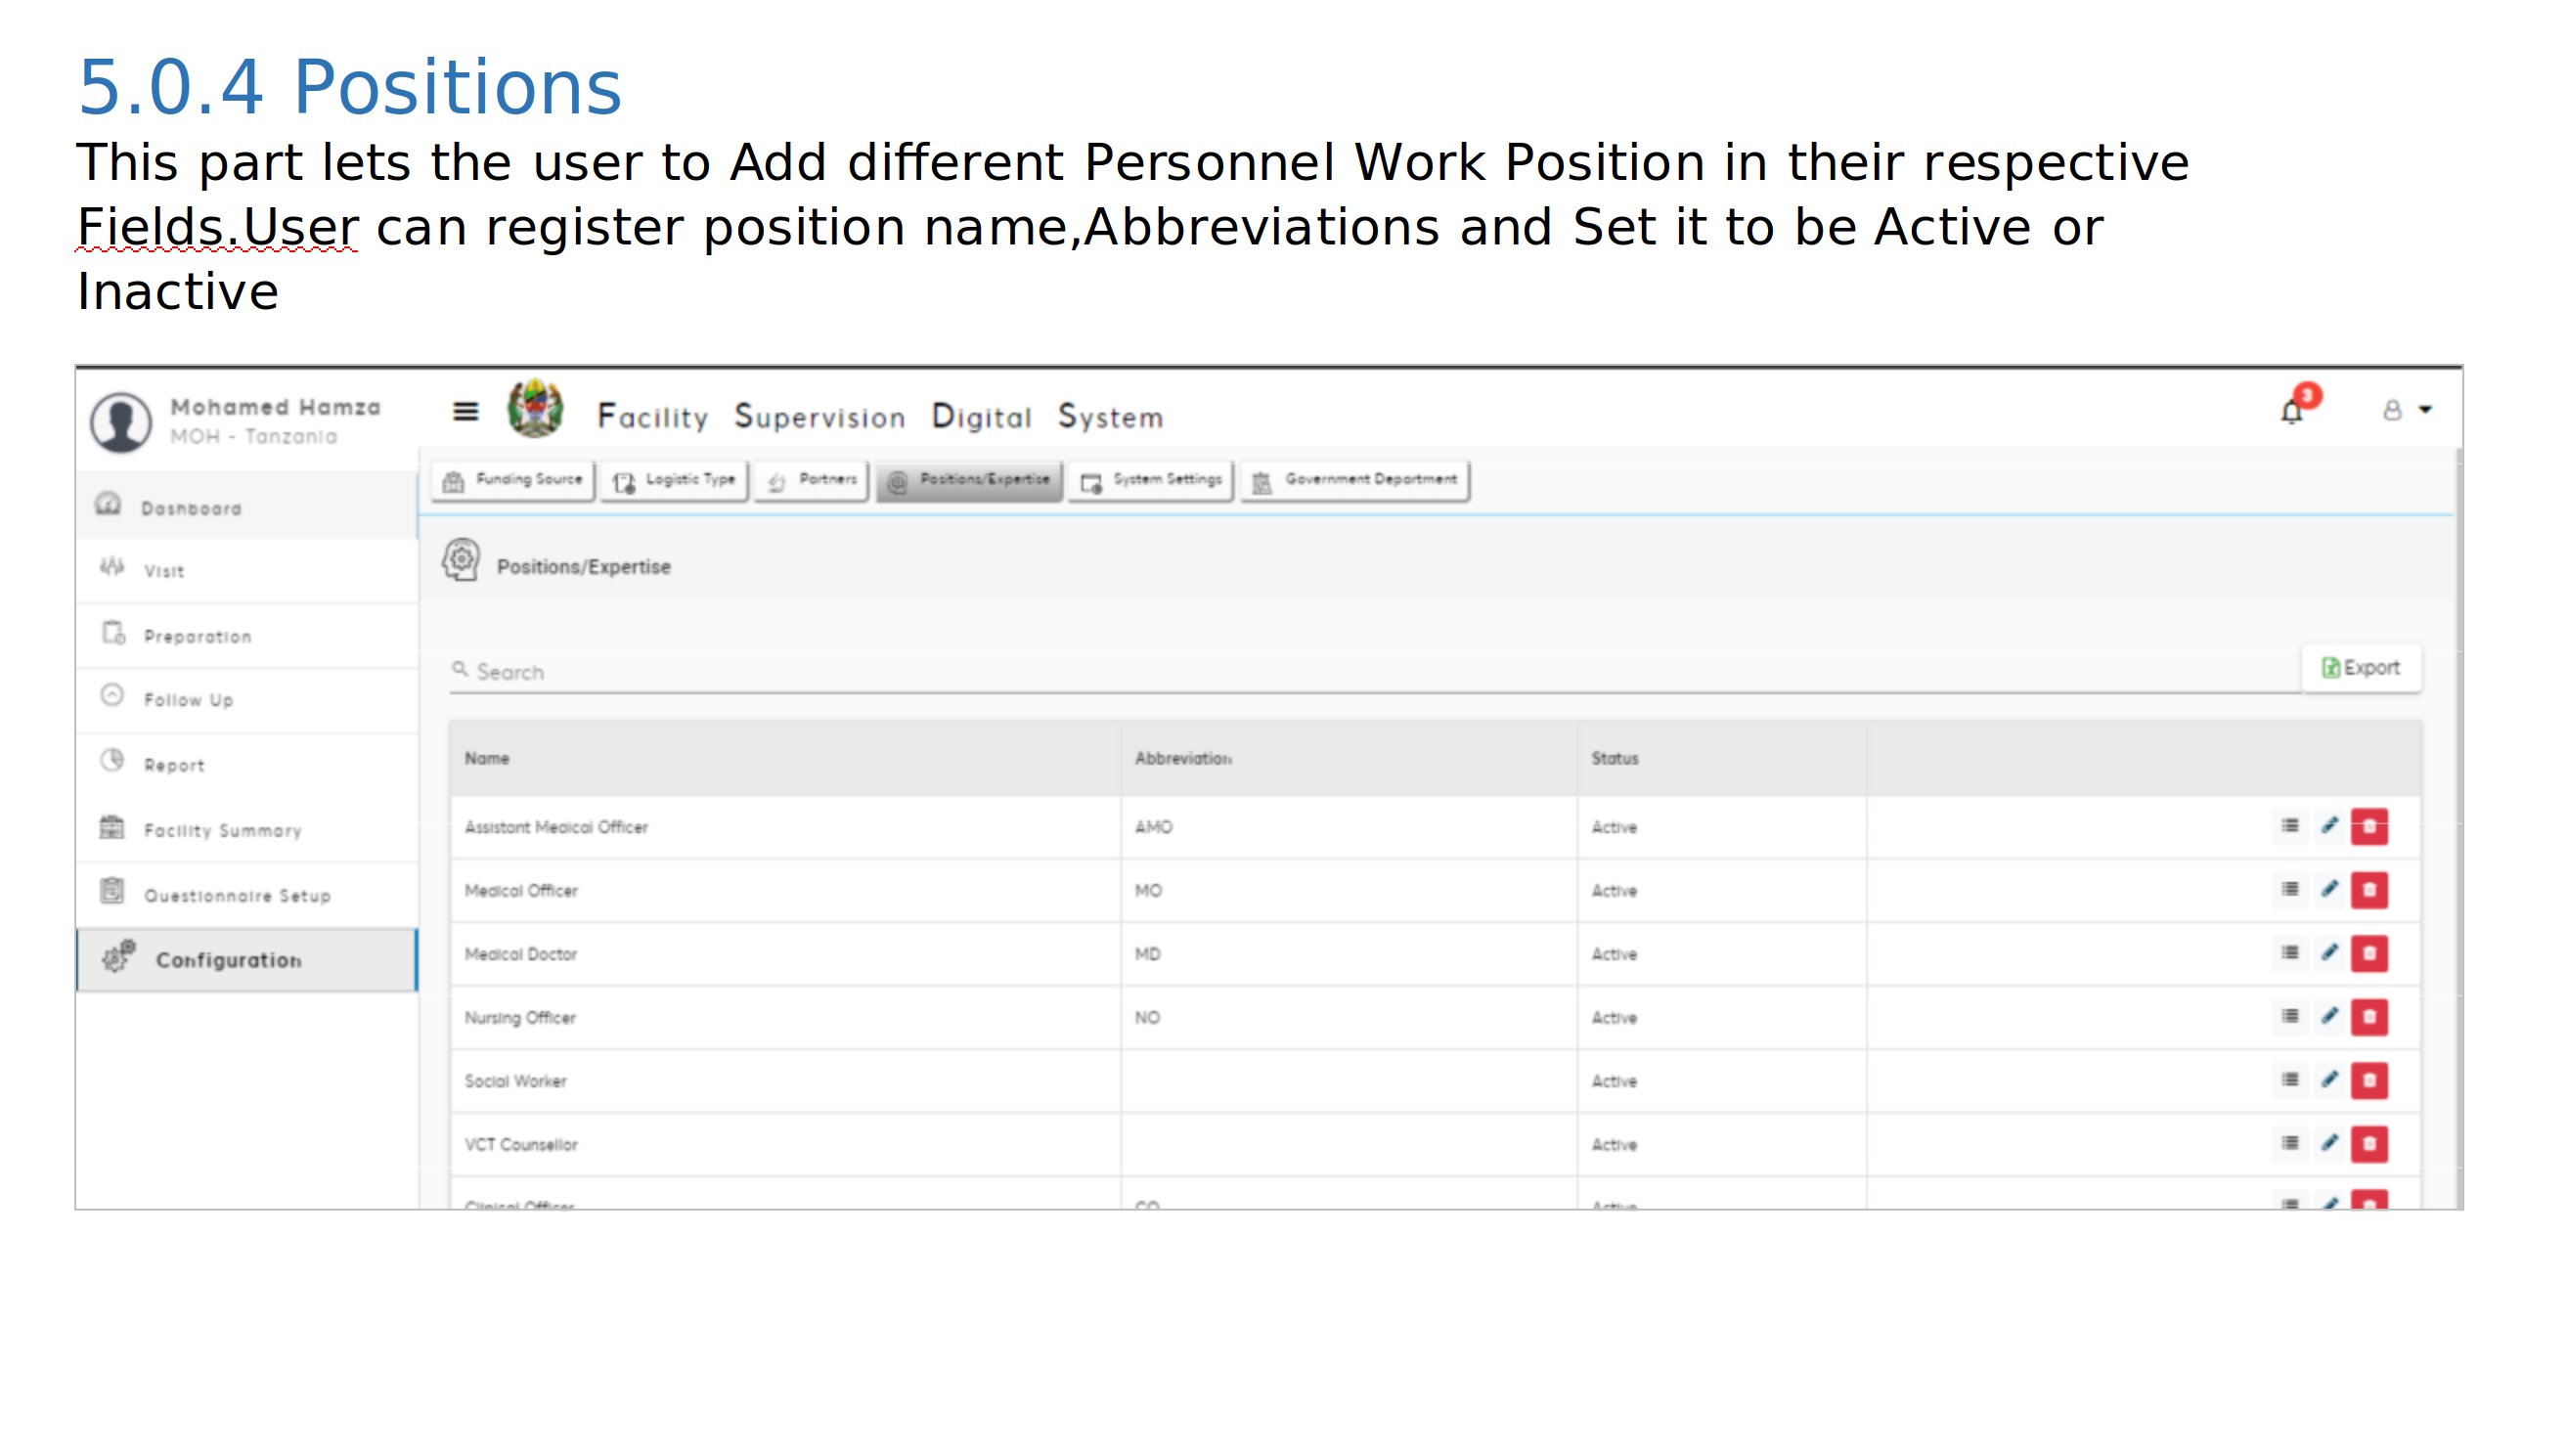 5.0.4 Positions
This part lets the user to Add different Personnel Work Position in their respective
Fields.User can register position name,Abbreviations and Set it to be Active or
Inactive
Mohamed Hamza
MOH - Tanzania
Facility Supervision Digital System
3
Funding Source
Logistic Type
Partners
Positions/Expertise
System Settings
Government Department
Dashboard
Visit
Preparation
Follow Up
Report
Facility Summary
Questionnaire Setup
Configuration
Positions/Expertise
Search
Export
Name Abbreviation Status
Assistant Medical Officer AMO Active
Medical Officer MO Active
Medical Doctor MD Active
Nursing Officer NO Active
Social Worker Active
VCT Counsellor Active
Clinical Officer CO Active